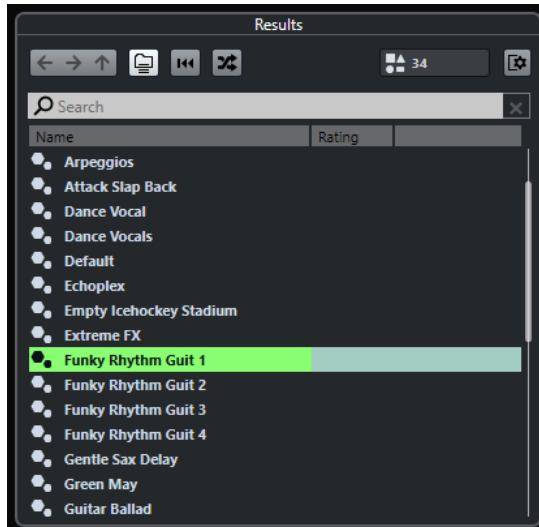 Results
34
Search
Name Rating
Arpeggios
Attack Slap Back
Dance Vocal
Dance Vocals
Default
Echoplex
Empty Icehockey Stadium
Extreme FX
Funky Rhythm Guit 1
Funky Rhythm Guit 2
Funky Rhythm Guit 3
Funky Rhythm Guit 4
Gentle Sax Delay
Green May
Guitar Ballad